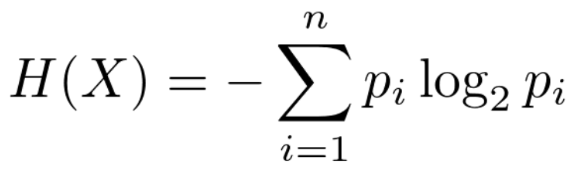 H(X) = − ∑_{i=1}^{n} p_i log_2 p_i